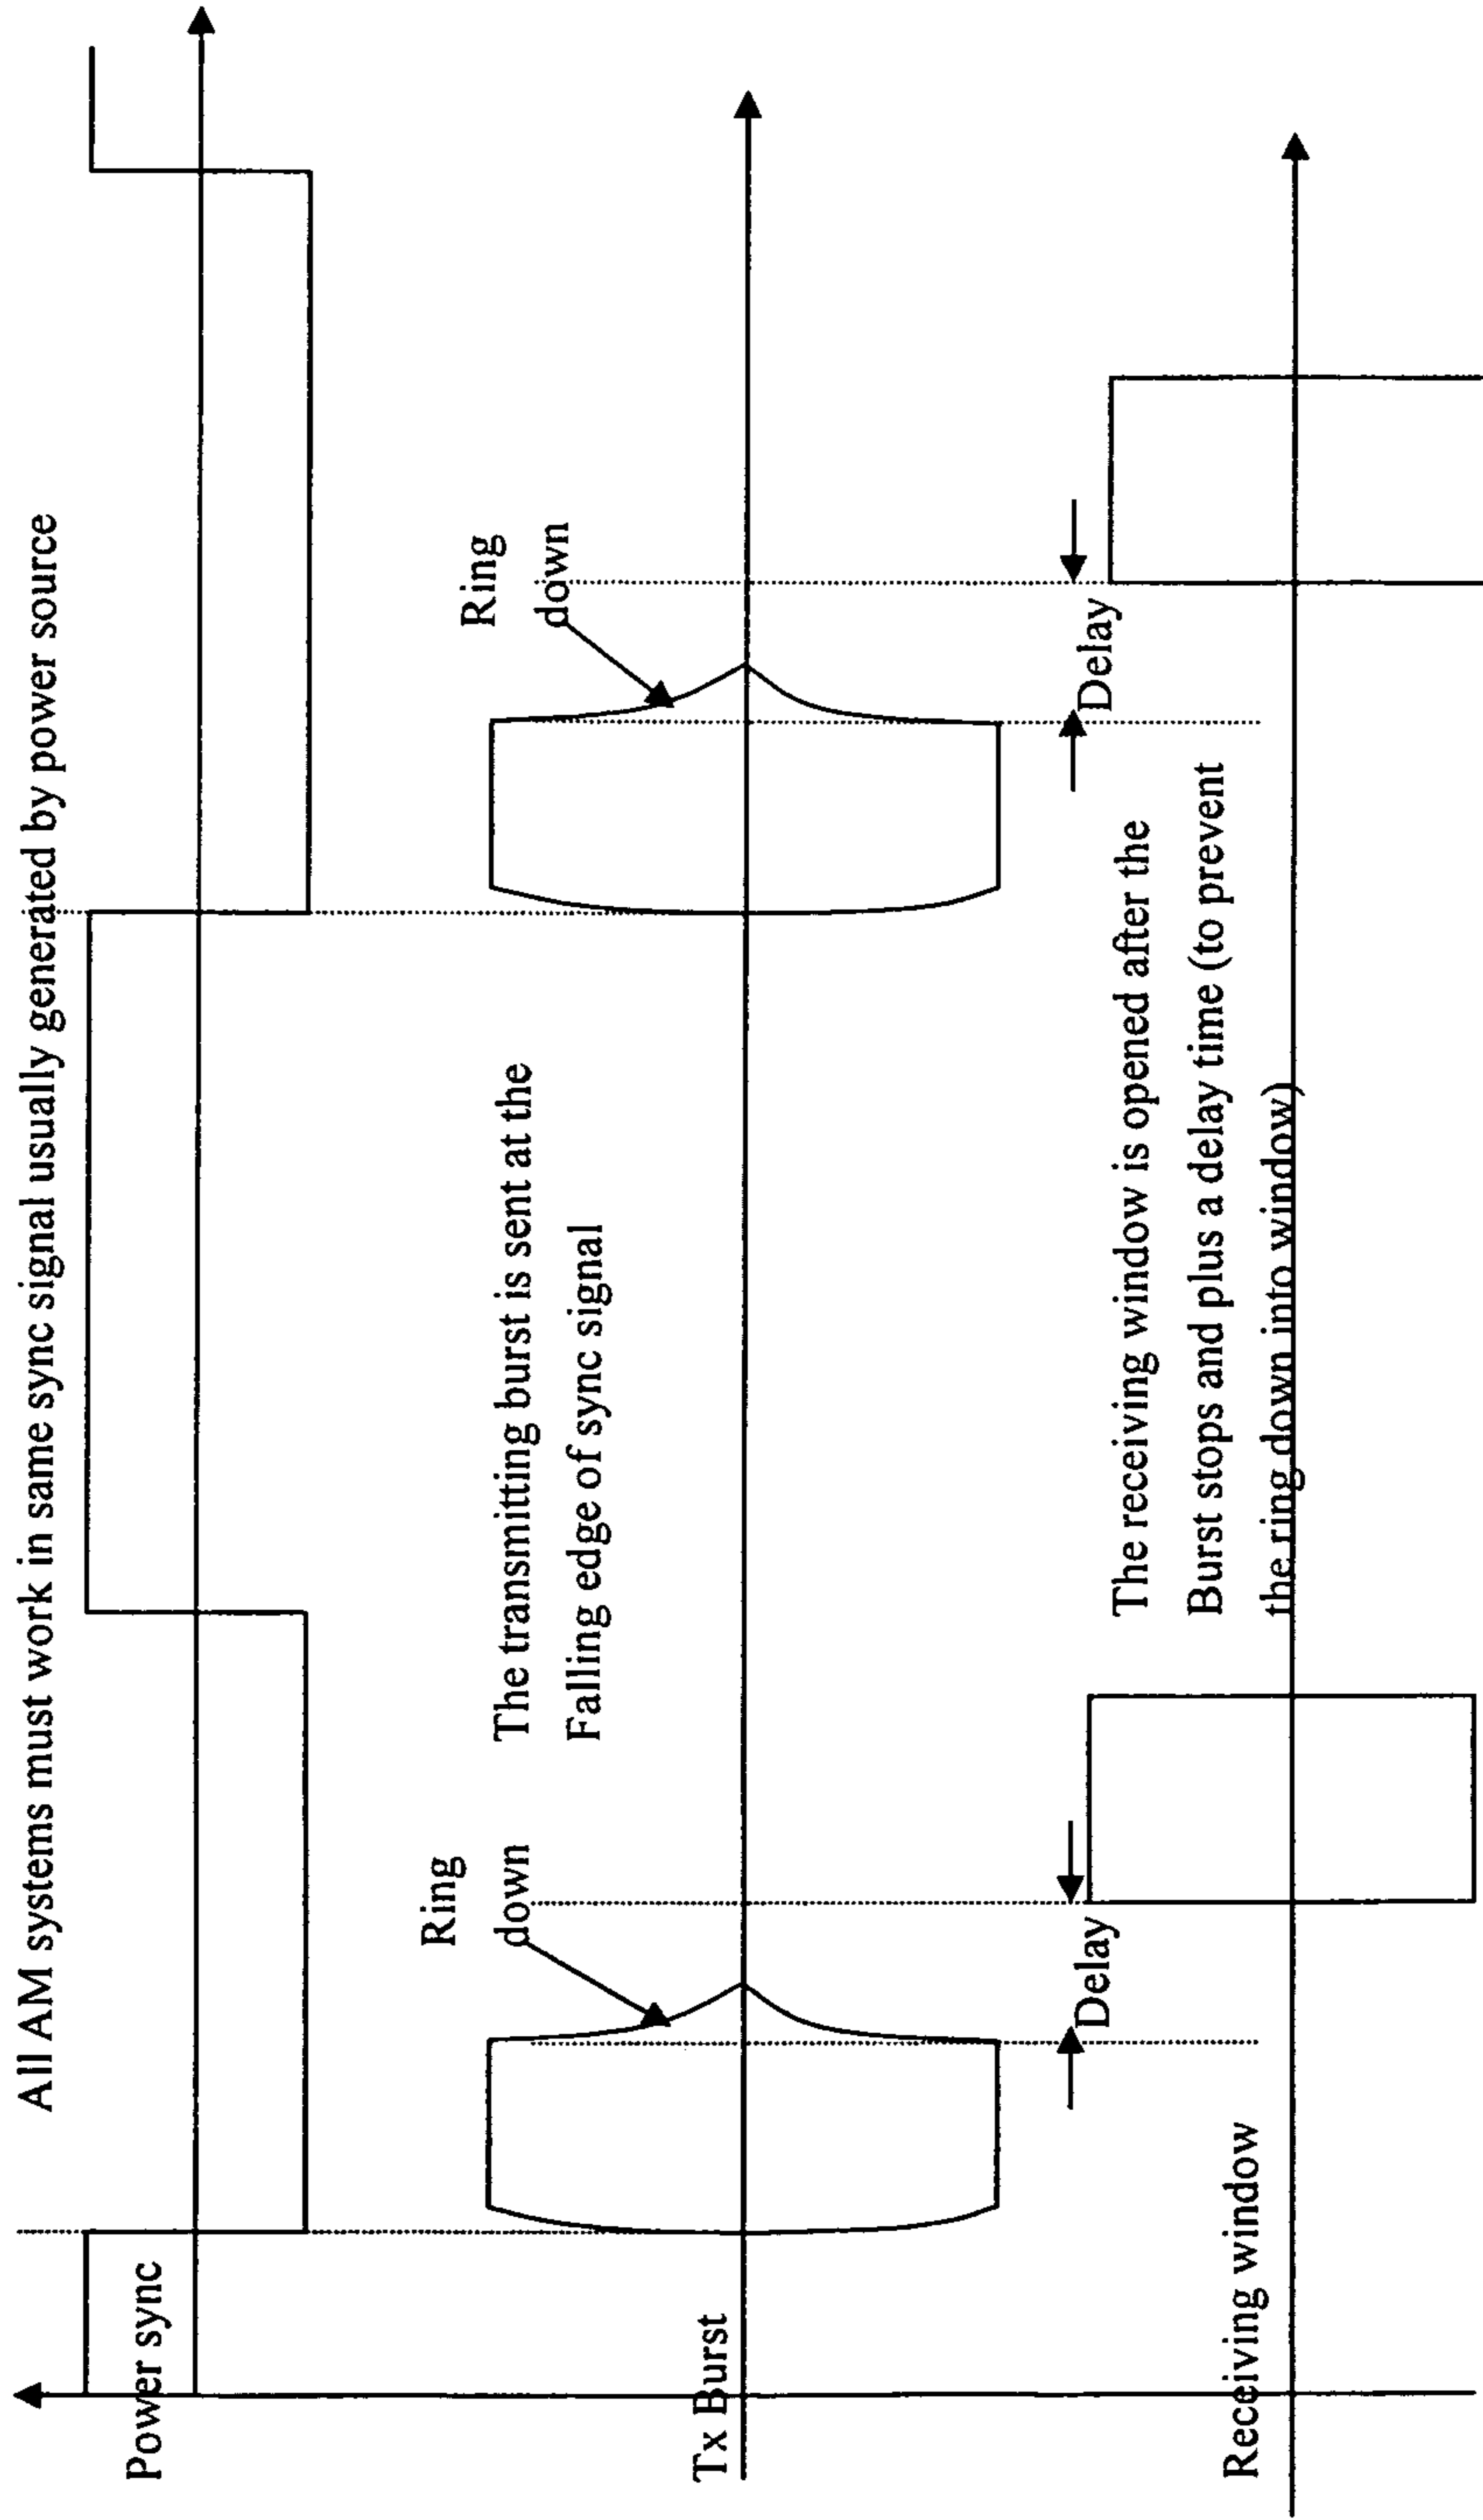 All AM systems must work in same sync signal usually generated by power source
Power sync
Ring
down
Ring
down
The transmitting burst is sent at the
Falling edge of sync signal
Tx Burst
Delay
Delay
The receiving window is opened after the
Burst stops and plus a delay time (to prevent
the ring down into window)
Receiving window